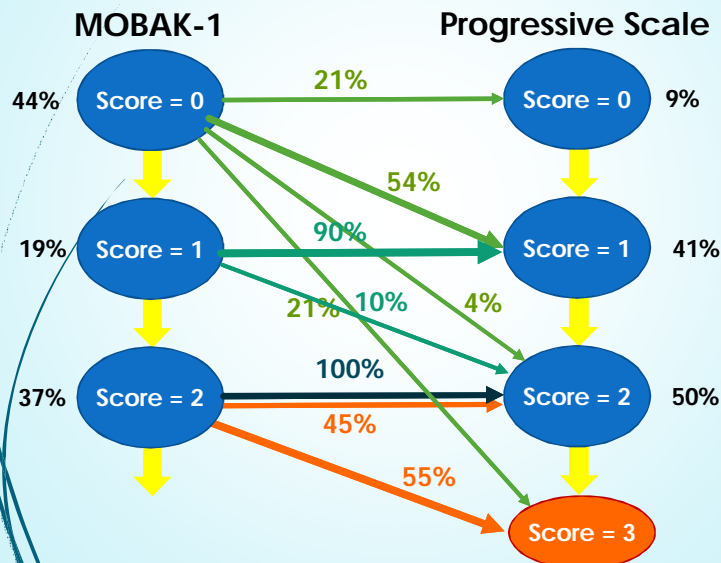 MOBAK-1
Progressive Scale
44%
Score = 0
21%
Score = 0
9%
54%
19%
Score = 1
90%
Score = 1
41%
21%
10%
4%
100%
37%
Score = 2
45%
Score = 2
50%
55%
Score = 3